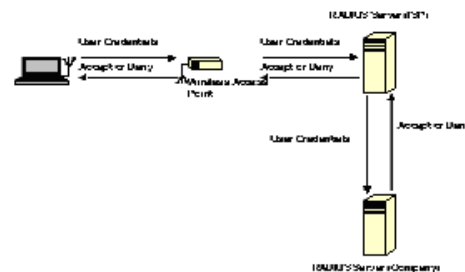 RADIUS Server (ISP)
User Credentials
User Credentials
Accept or Deny
Accept or Deny
Wireless Access
Point
User Credentials
Accept or Den
RADIUS Server (Company)